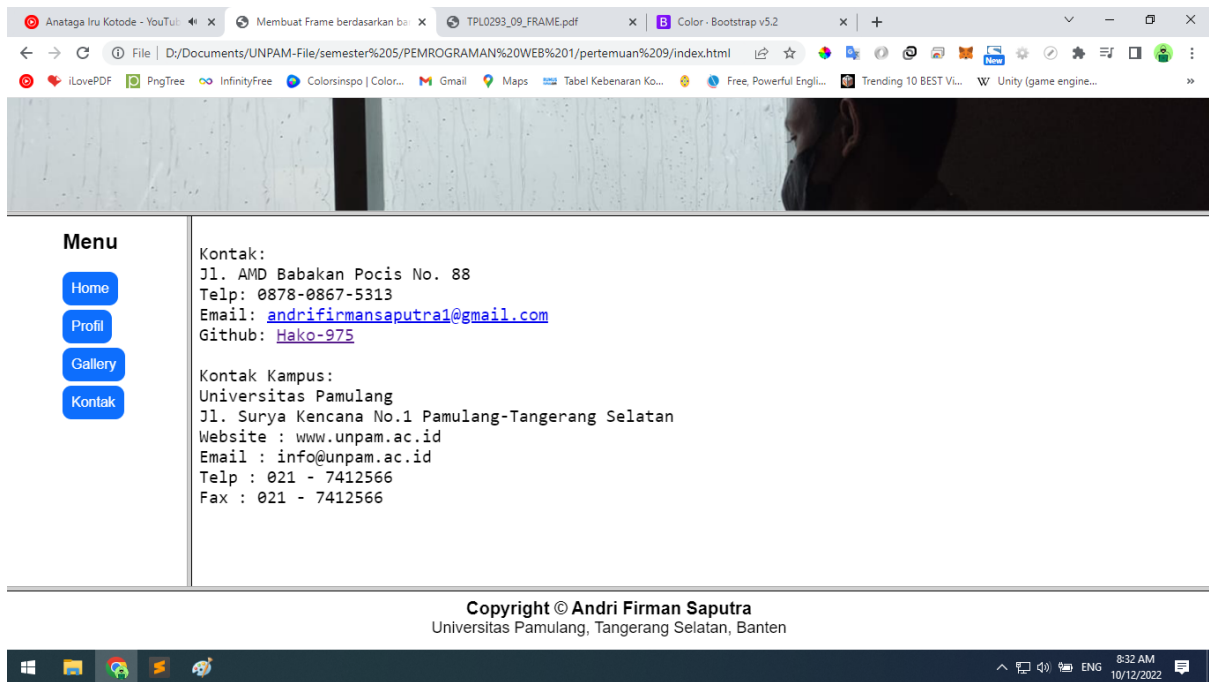 Anataga Iru Kotode - YouTub
Membuat Frame berdasarkan bar
TPL0293_09_FRAME.pdf
Color · Bootstrap v5.2
File | D:/Documents/UNPAM-File/semester%205/PEMROGRAMAN%20WEB%201/pertemuan%209/index.html
New
iLovePDF
PngTree
InfinityFree
Colorsinspo | Color...
Gmail
Maps
Tabel Kebenaran Ko...
Free, Powerful Engli...
Trending 10 BEST Vi...
W Unity (game engine...
Menu
Home
Profil
Gallery
Kontak
Kontak:
Jl. AMD Babakan Pocis No. 88
Telp: 0878-0867-5313
Email: andrifirmansaputra1@gmail.com
Github: Hako-975
Kontak Kampus:
Universitas Pamulang
Jl. Surya Kencana No.1 Pamulang-Tangerang Selatan
Website : www.unpam.ac.id
Email : info@unpam.ac.id
Telp : 021 - 7412566
Fax : 021 - 7412566
Copyright © Andri Firman Saputra
Universitas Pamulang, Tangerang Selatan, Banten
ENG
8:32 AM
10/12/2022